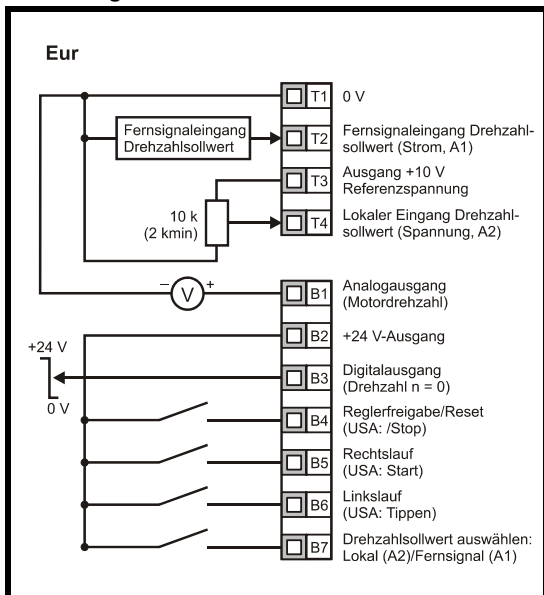 Eur
T1 0 V
Fernsignaleingang
Drehzahlsollwert
T2 Fernsignaleingang Drehzahl-
sollwert (Strom, A1)
T3 Ausgang +10 V
Referenzspannung
10 k
(2 kmin)
T4 Lokaler Eingang Drehzahl-
sollwert (Spannung, A2)
– V +
B1 Analogausgang
(Motordrehzahl)
B2 +24 V-Ausgang
+24 V
0 V
B3 Digitalausgang
(Drehzahl n = 0)
B4 Reglerfreigabe/Reset
(USA: /Stop)
B5 Rechtslauf
(USA: Start)
B6 Linkslauf
(USA: Tippen)
B7 Drehzahlsollwert auswählen:
Lokal (A2)/Fernsignal (A1)